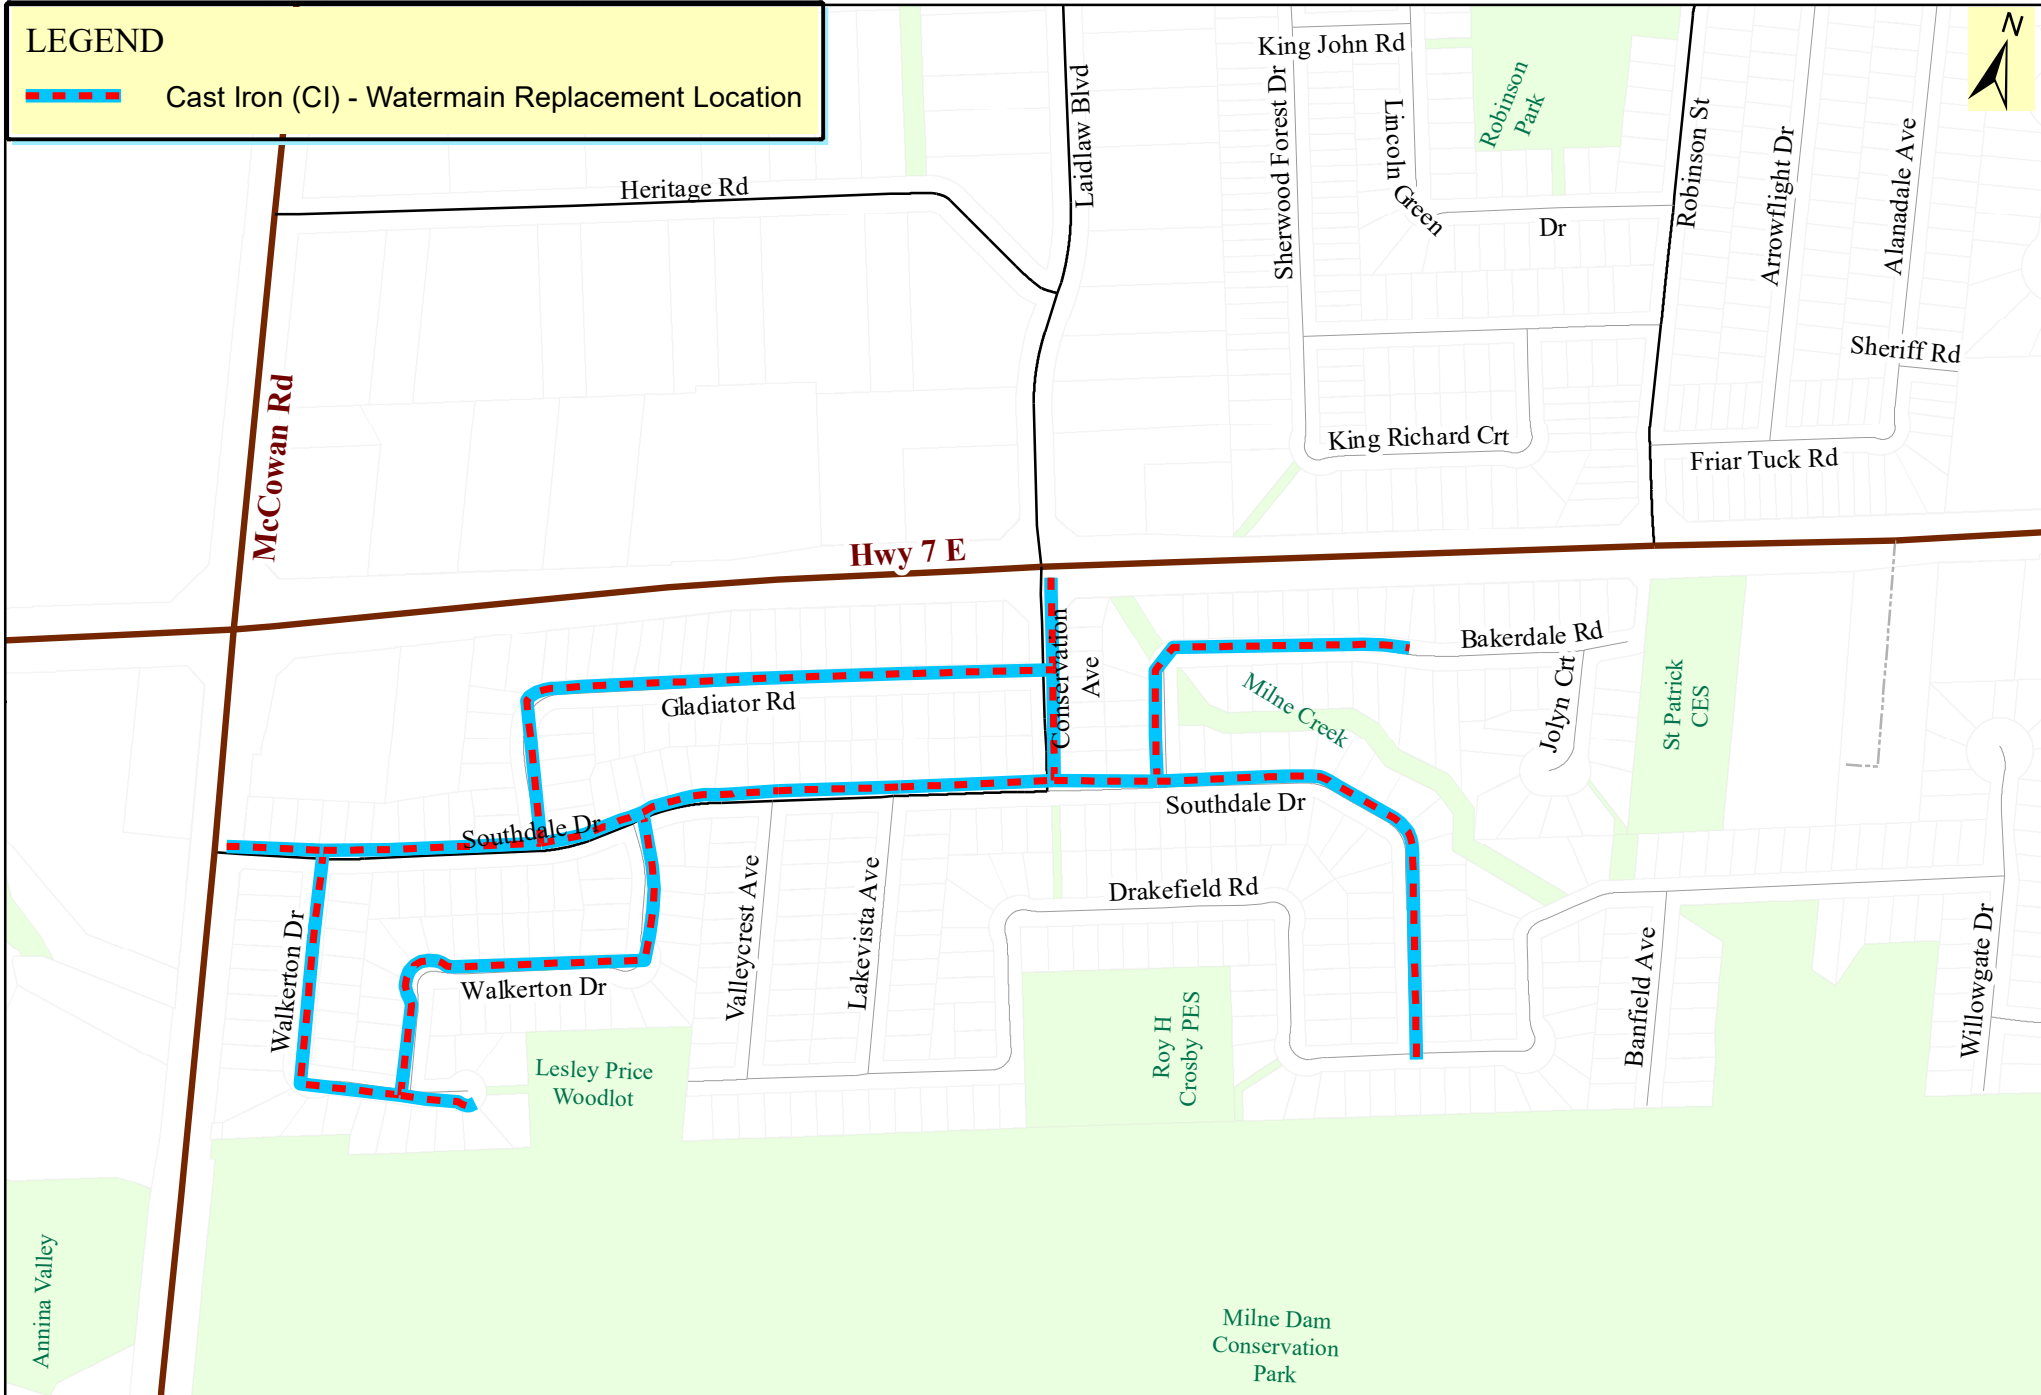 LEGEND
Cast Iron (CI) - Watermain Replacement Location
N
King John Rd
Robinson
Park
Laidlaw Blvd
Sherwood Forest Dr
Lincoln Green
Dr
Robinson St
Arrowflight Dr
Alanadale Ave
Heritage Rd
Sheriff Rd
McCowan Rd
King Richard Crt
Friar Tuck Rd
Hwy 7 E
Conservation
Ave
Bakerdale Rd
Jolyn Crt
St Patrick
CES
Gladiator Rd
Milne Creek
Southdale Dr
Southdale Dr
Walkerton Dr
Valleycrest Ave
Lakevista Ave
Drakefield Rd
Walkerton Dr
Banfield Ave
Willowgate Dr
Lesley Price
Woodlot
Roy H
Crosby PES
Annina Valley
Milne Dam
Conservation
Park